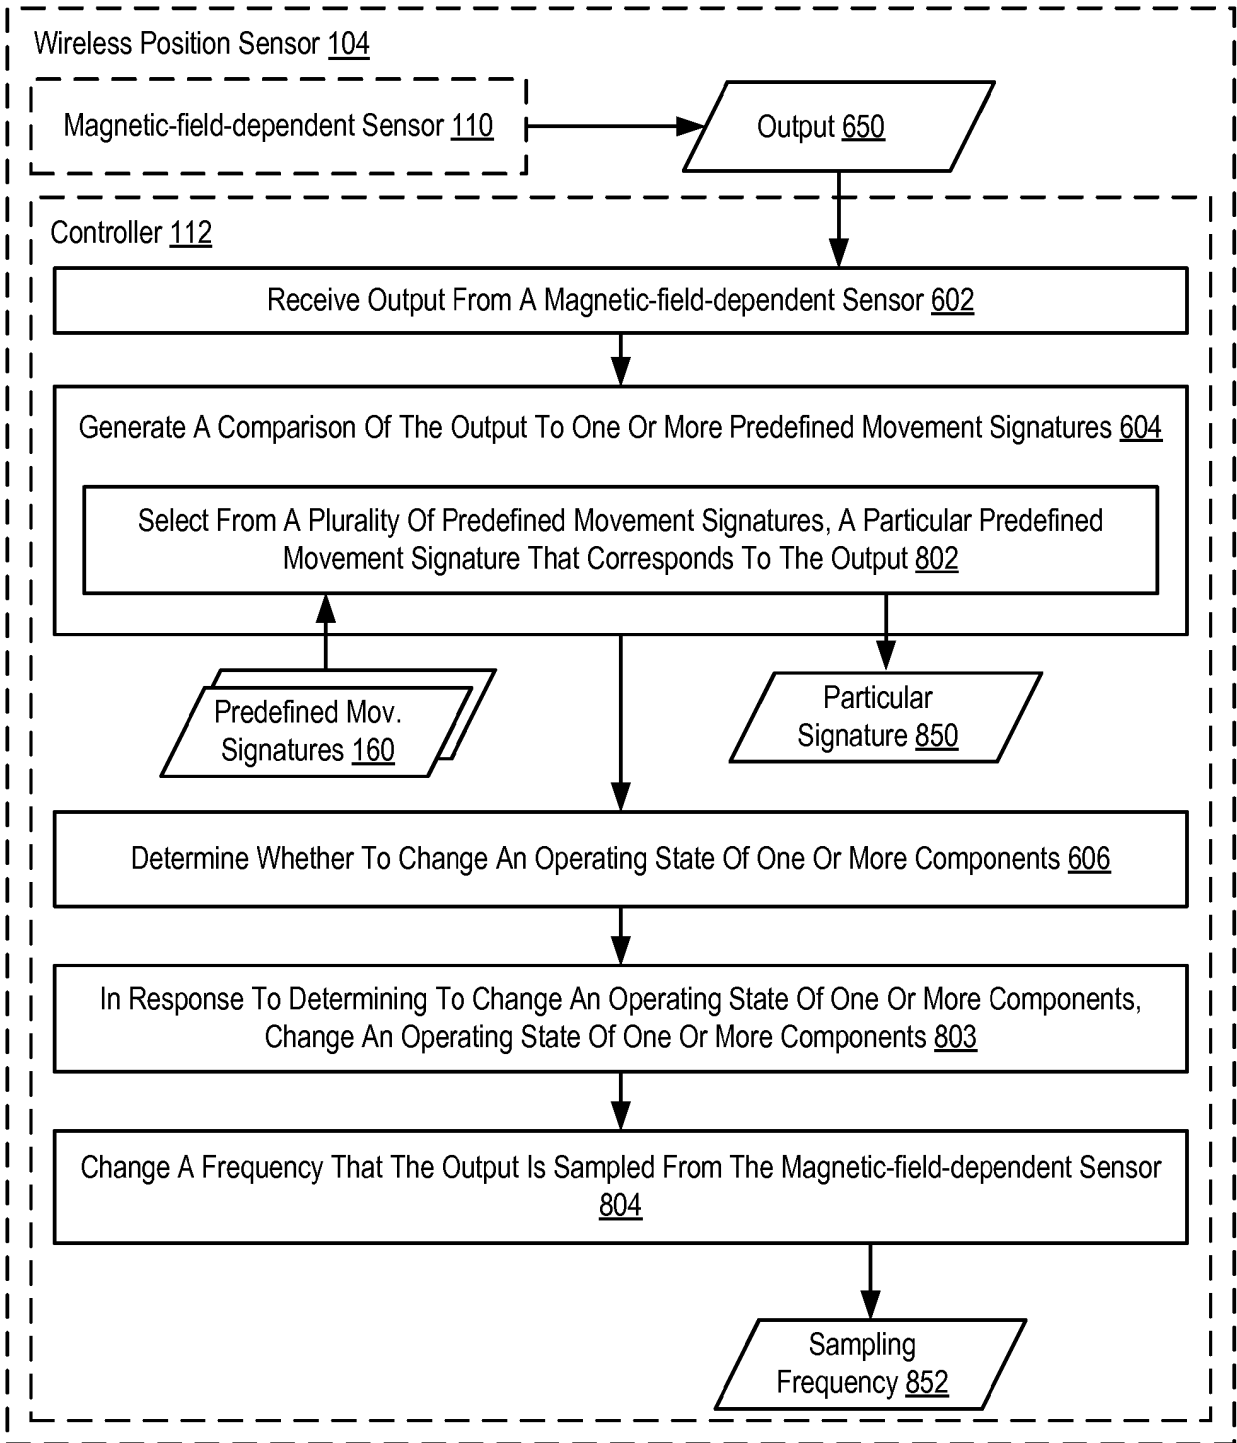 Wireless Position Sensor 104
Magnetic-field-dependent Sensor 110
Output 650
Controller 112
Receive Output From A Magnetic-field-dependent Sensor 602
Generate A Comparison Of The Output To One Or More Predefined Movement Signatures 604
Select From A Plurality Of Predefined Movement Signatures, A Particular Predefined
Movement Signature That Corresponds To The Output 802
Predefined Mov.
Signatures 160
Particular
Signature 850
Determine Whether To Change An Operating State Of One Or More Components 606
In Response To Determining To Change An Operating State Of One Or More Components,
Change An Operating State Of One Or More Components 803
Change A Frequency That The Output Is Sampled From The Magnetic-field-dependent Sensor
804
Sampling
Frequency 852